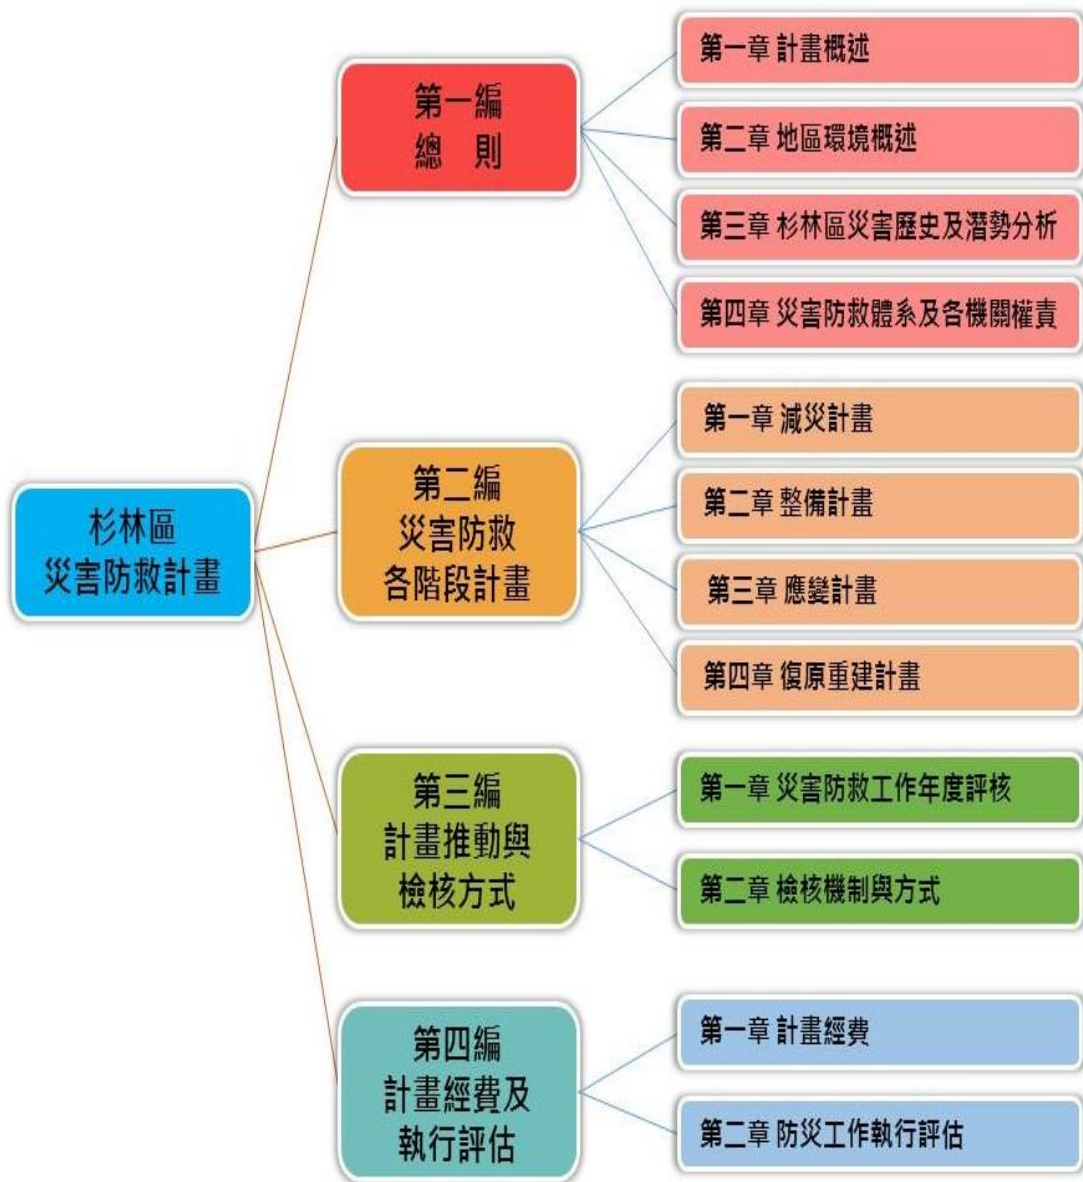 杉林區
災害防救計畫
第一編
總 則
第一章 計畫概述
第二章 地區環境概述
第三章 杉林區災害歷史及潛勢分析
第四章 災害防救體系及各機關權責
第二編
災害防救
各階段計畫
第一章 減災計畫
第二章 整備計畫
第三章 應變計畫
第四章 復原重建計畫
第三編
計畫推動與
檢核方式
第一章 災害防救工作年度評核
第二章 檢核機制與方式
第四編
計畫經費及
執行評估
第一章 計畫經費
第二章 防災工作執行評估